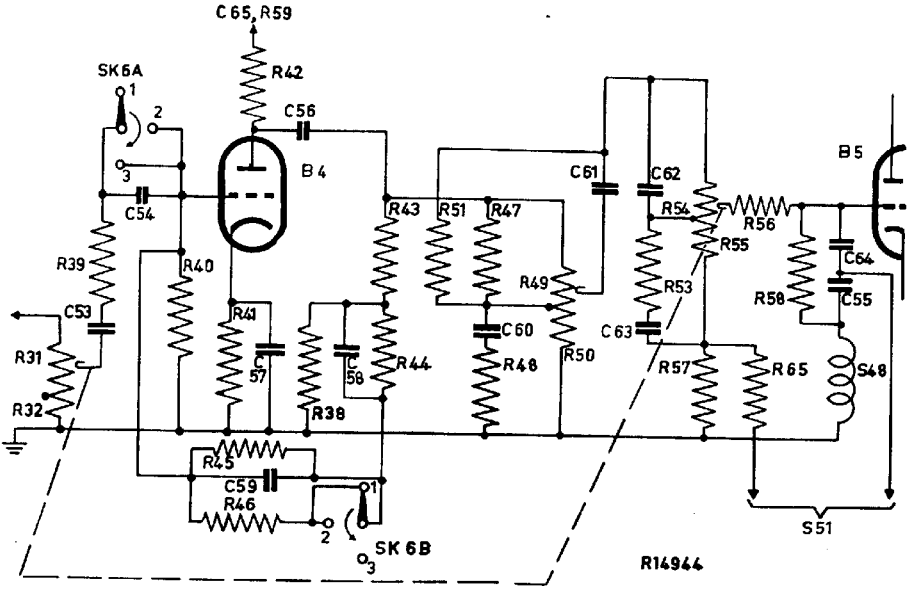 C65, R59
R42
SK6A
1
2
3
C56
B4
C54
R39
C53
R31
R32
R40
R41
C57
R38
C58
R43
R44
R51
R47
R49
R50
C60
R48
C61
C62
R54
R55
R53
C63
R57
R65
R56
B5
R58
C64
C55
S48
S51
R45
C59
R46
1
2
3
SK6B
R14944